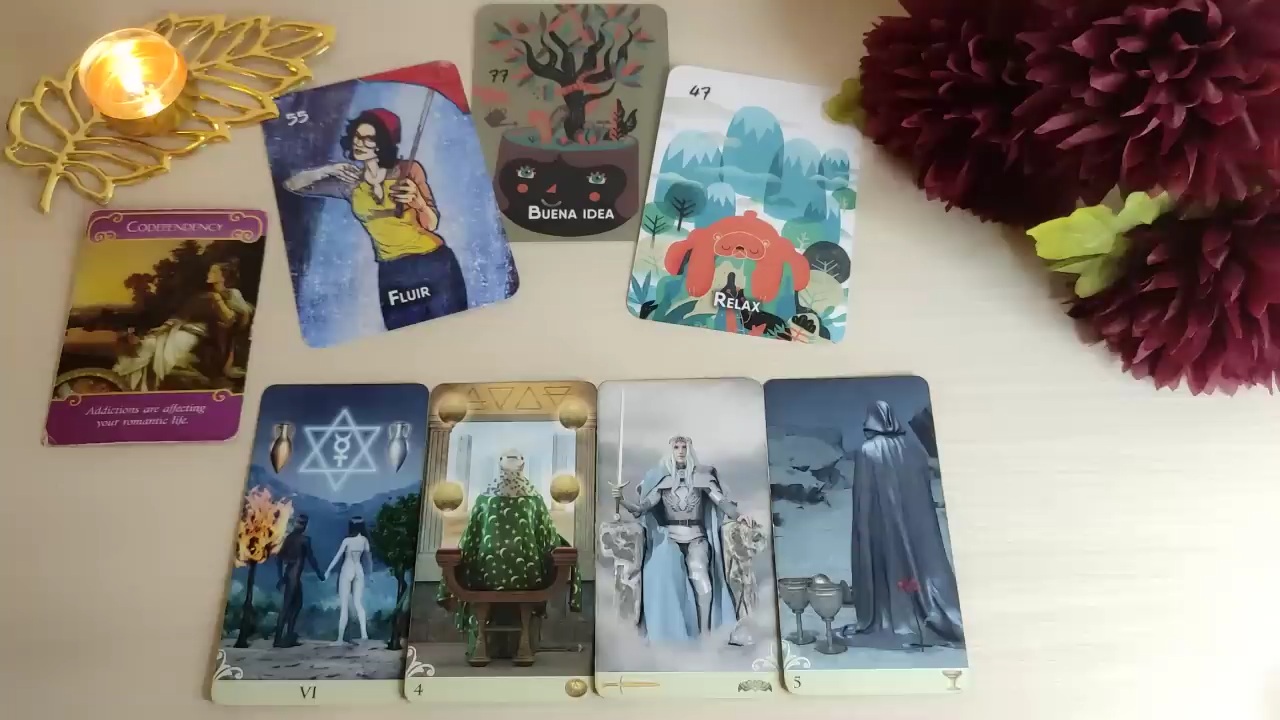 77
BUENA IDEA
47
RELAX
55
FLUIR
CODEPENDENCY
Addictions are affecting
your romantic life.
VI
4
5